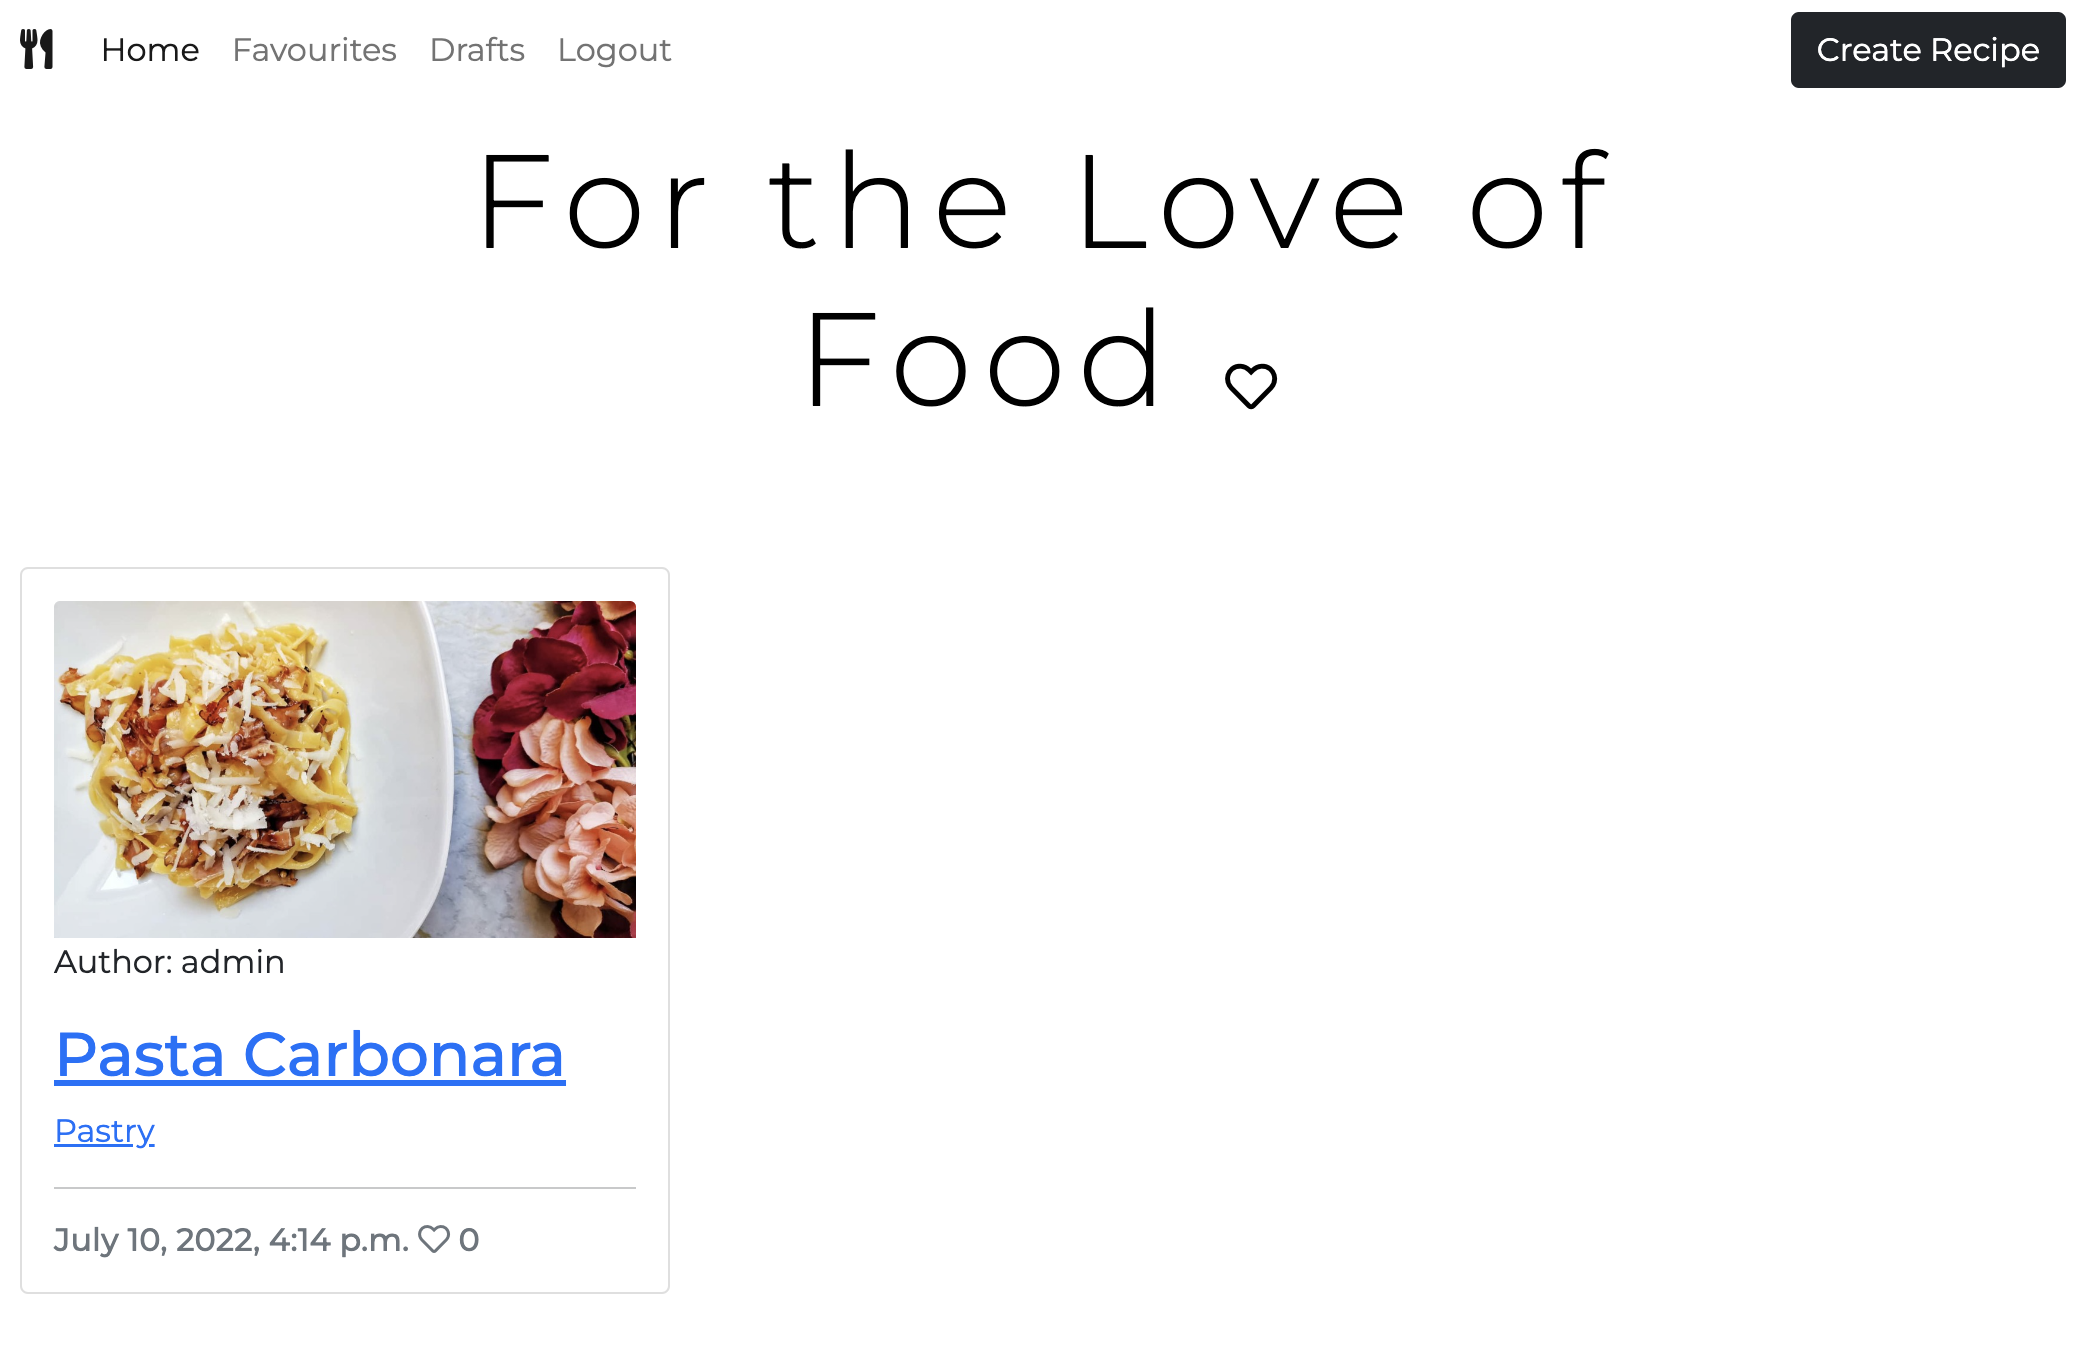 Home Favourites Drafts Logout Create Recipe
For the Love of
Food
Author: admin
Pasta Carbonara
Pastry
July 10, 2022, 4:14 p.m. 0